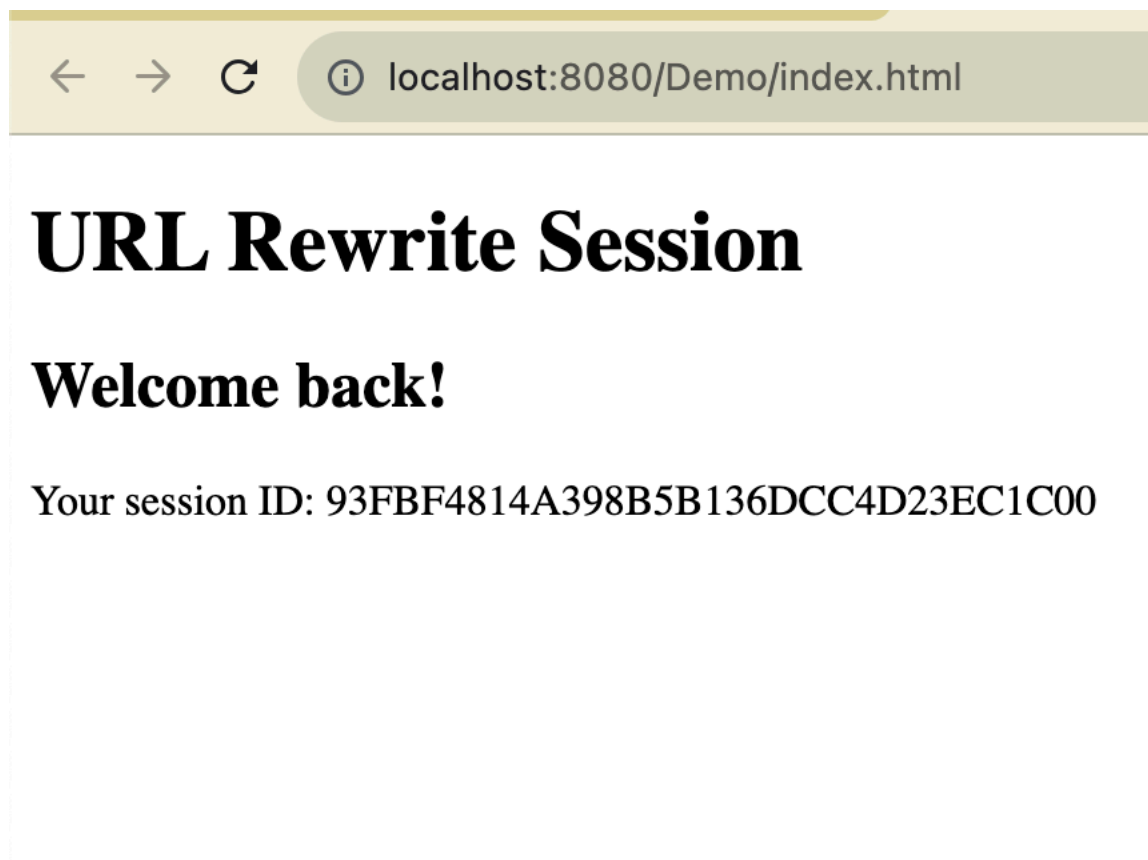 localhost:8080/Demo/index.html
URL Rewrite Session
Welcome back!
Your session ID: 93FBF4814A398B5B136DCC4D23EC1C00